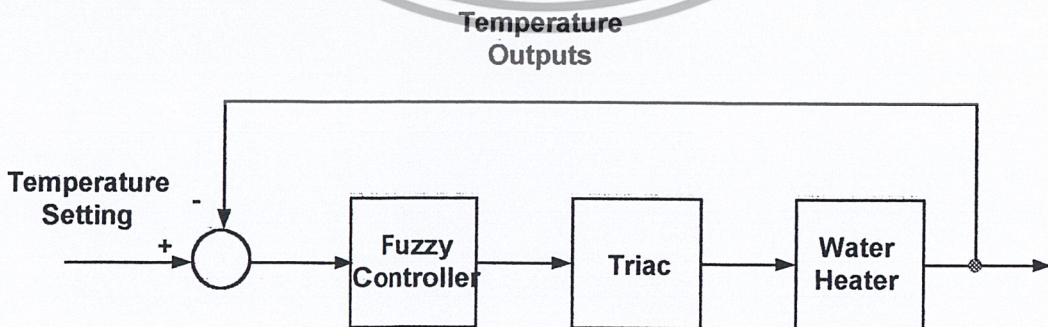 Temperature
Outputs
Temperature
Setting
-
+
Fuzzy
Controller
Triac
Water
Heater